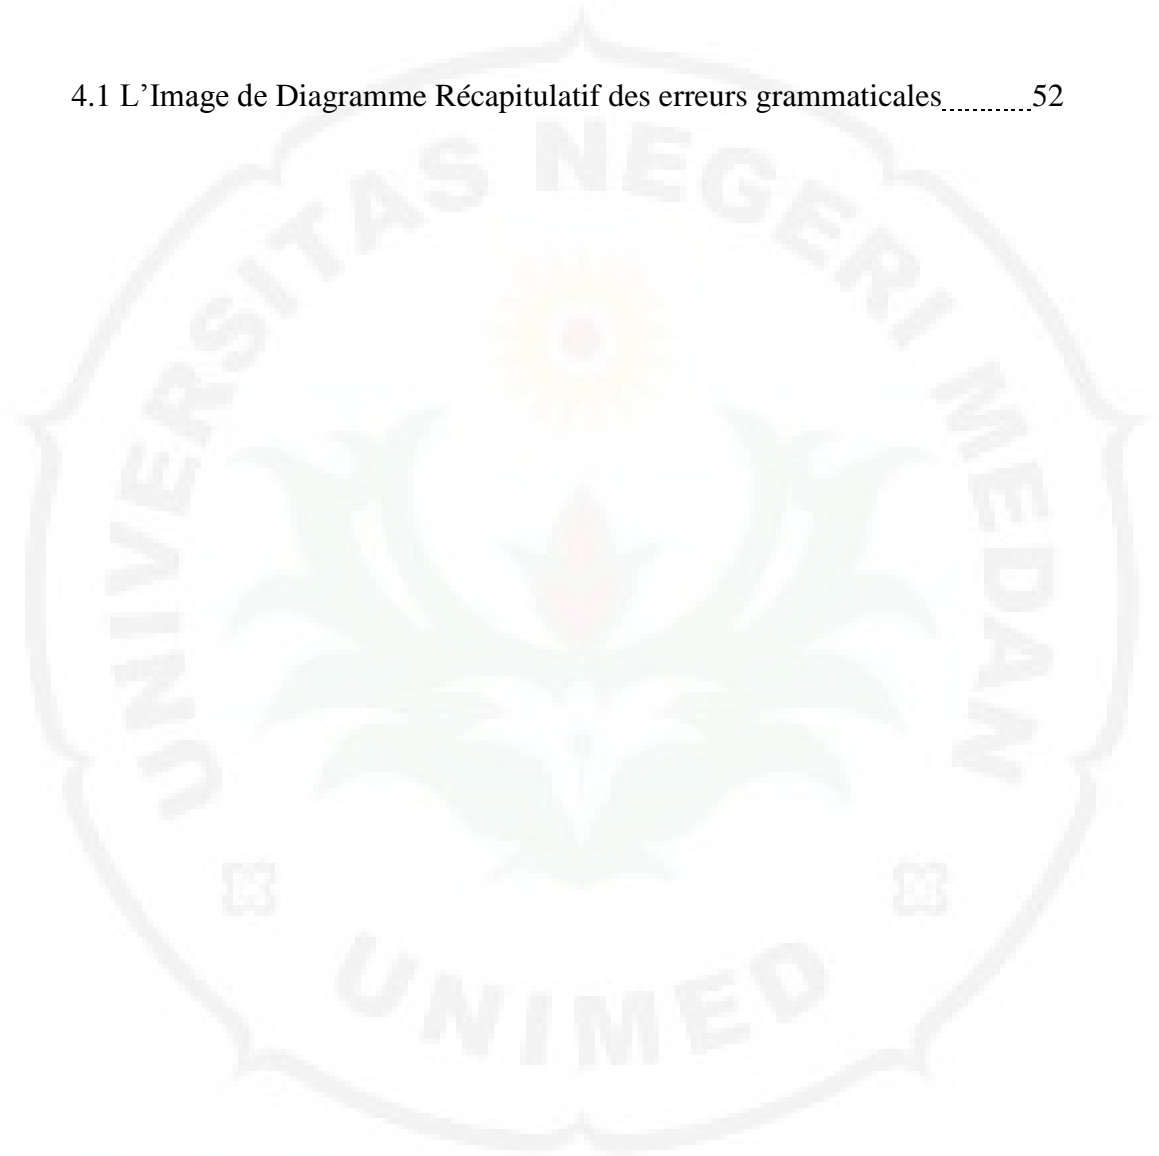 4.1 L’Image de Diagramme Récapitulatif des erreurs grammaticales...........52
UNIVERSITAS NEGERI MEDAN
UNIMED